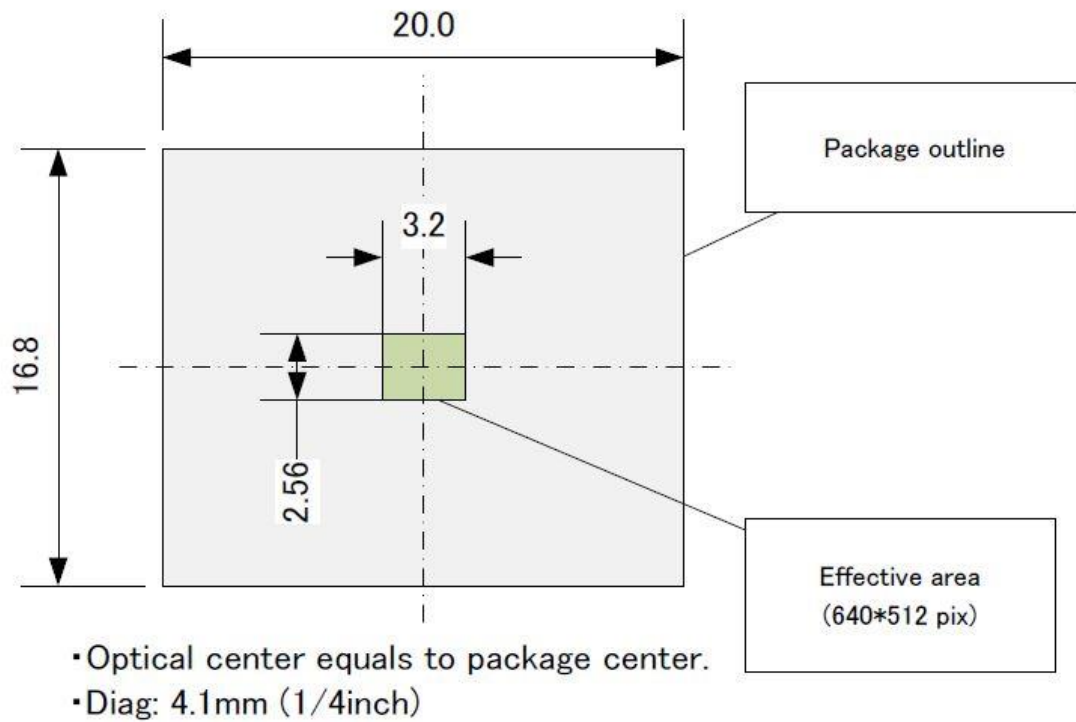 20.0
Package outline
3.2
16.8
2.56
Effective area
(640*512 pix)
・Optical center equals to package center.
・Diag: 4.1mm (1/4inch)